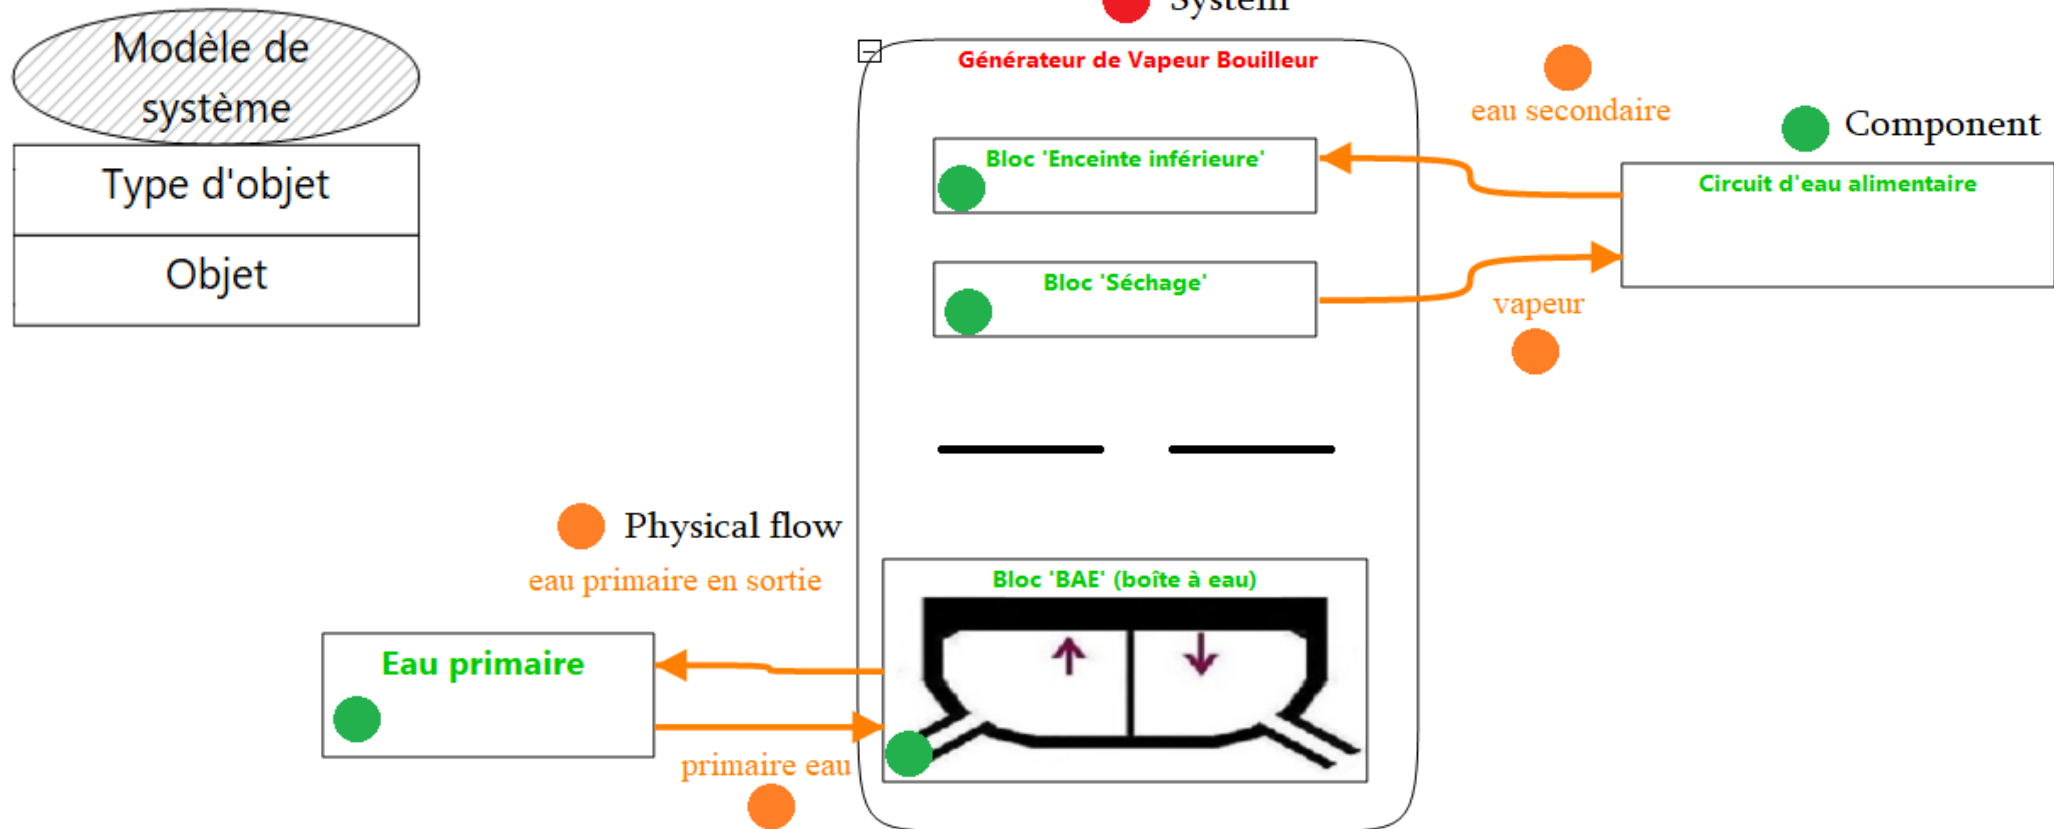 System
Modèle de
système
Type d'objet
Objet
Générateur de Vapeur Bouilleur
eau secondaire
Component
Bloc 'Enceinte inférieure'
Circuit d'eau alimentaire
Bloc 'Séchage'
vapeur
Physical flow
eau primaire en sortie
Bloc 'BAE' (boîte à eau)
Eau primaire
primaire eau